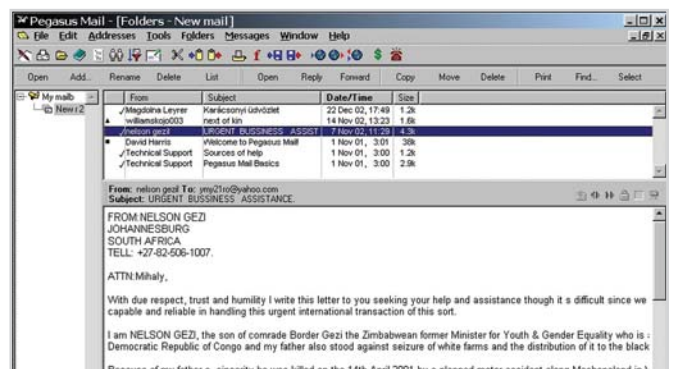 Pegasus Mail - [Folders - New mail]
File Edit Addresses Tools Folders Messages Window Help
Open Add... Rename Delete List Open Reply Forward Copy Move Delete Print Find... Select
My mailb
New (2
From Subject Date/Time Size
Magdolna Leyrer Karácsonyi üdvözlet 22 Dec 02, 17:49 1.2k
williamskojo003 next of kin 14 Nov 02, 13:23 1.6k
nelson gezil URGENT BUSSINESS ASSIST 7 Nov 02, 11:29 4.3k
David Harris Welcome to Pegasus Mail! 1 Nov 01, 3:01 38k
Technical Support Sources of help 1 Nov 01, 3:00 1.2k
Technical Support Pegasus Mail Basics 1 Nov 01, 3:00 2.9k
From: nelson gezil To: ymy21ro@yahoo.com
Subject: URGENT BUSSINESS ASSISTANCE.
FROM:NELSON GEZI
JOHANNESBURG
SOUTH AFRICA
TELL: +27-82-506-1007.
ATTN:Mihaly,
With due respect, trust and humility I write this letter to you seeking your help and assistance though it s difficult since we
capable and reliable in handling this urgent international transaction of this sort.
I am NELSON GEZI, the son of comrade Border Gezi the Zimbabwean former Minister for Youth & Gender Equality who is
Democratic Republic of Congo and my father also stood against seizure of white farms and the distribution of it to the black